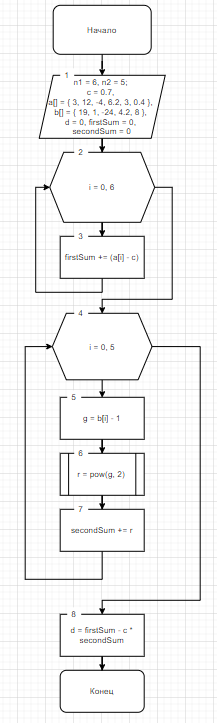 Начало
1
n1 = 6, n2 = 5;
c = 0.7,
a[] = { 3, 12, -4, 6.2, 3, 0.4 },
b[] = { 19, 1, -24, 4.2, 8 },
d = 0, firstSum = 0,
secondSum = 0
2
i = 0, 6
3
firstSum += (a[i] - c)
4
i = 0, 5
5
g = b[i] - 1
6
r = pow(g, 2)
7
secondSum += r
8
d = firstSum - c *
secondSum
Конец